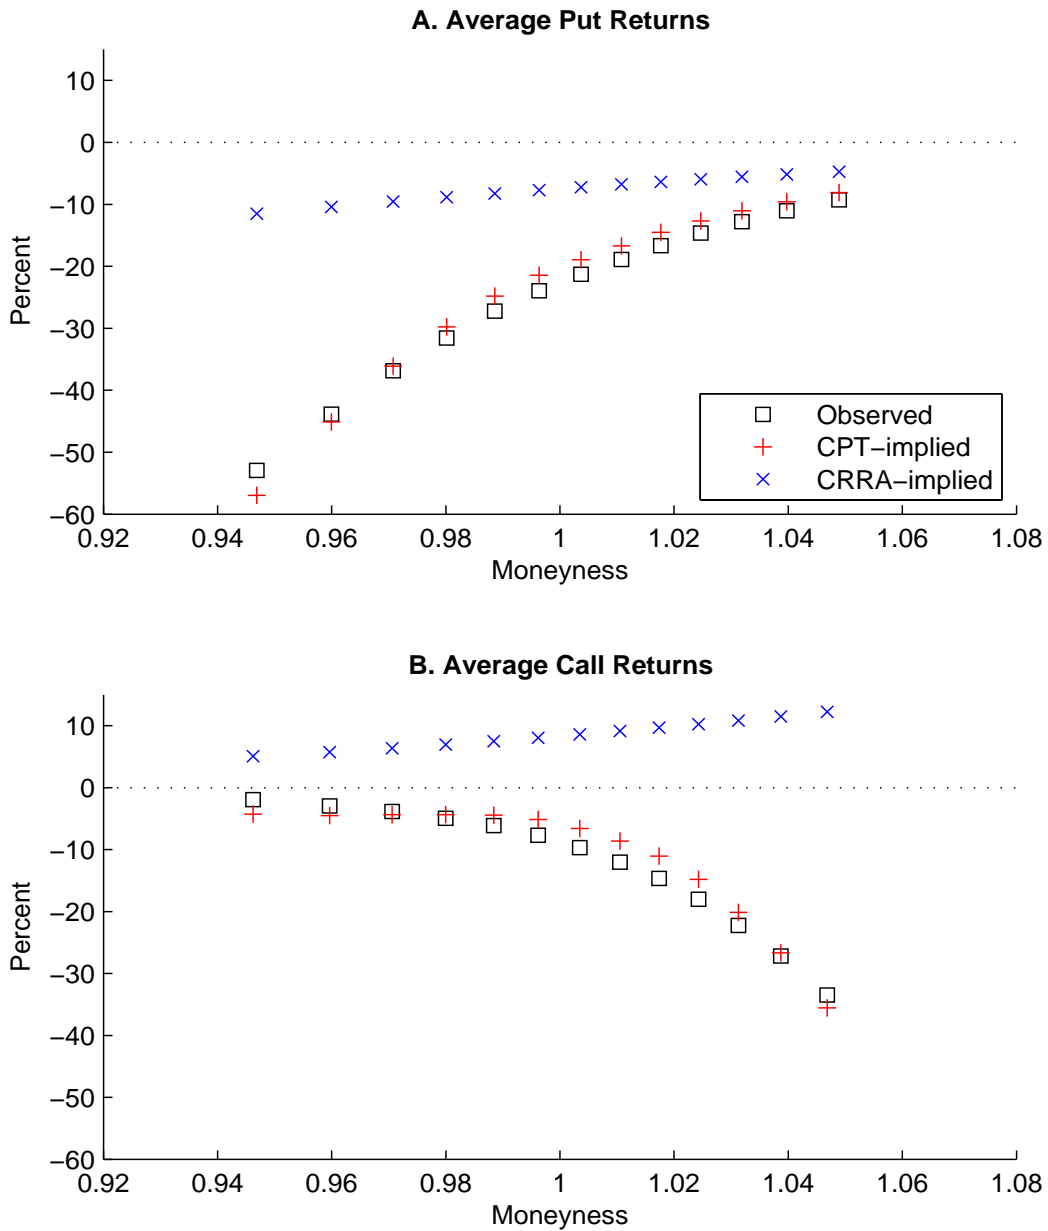 A. Average Put Returns
10
0
−10
−20
−30
−40
−50
−60
Percent
Observed
CPT−implied
CRRA−implied
0.92 0.94 0.96 0.98 1 1.02 1.04 1.06 1.08
Moneyness
B. Average Call Returns
10
0
−10
−20
−30
−40
−50
−60
Percent
0.92 0.94 0.96 0.98 1 1.02 1.04 1.06 1.08
Moneyness